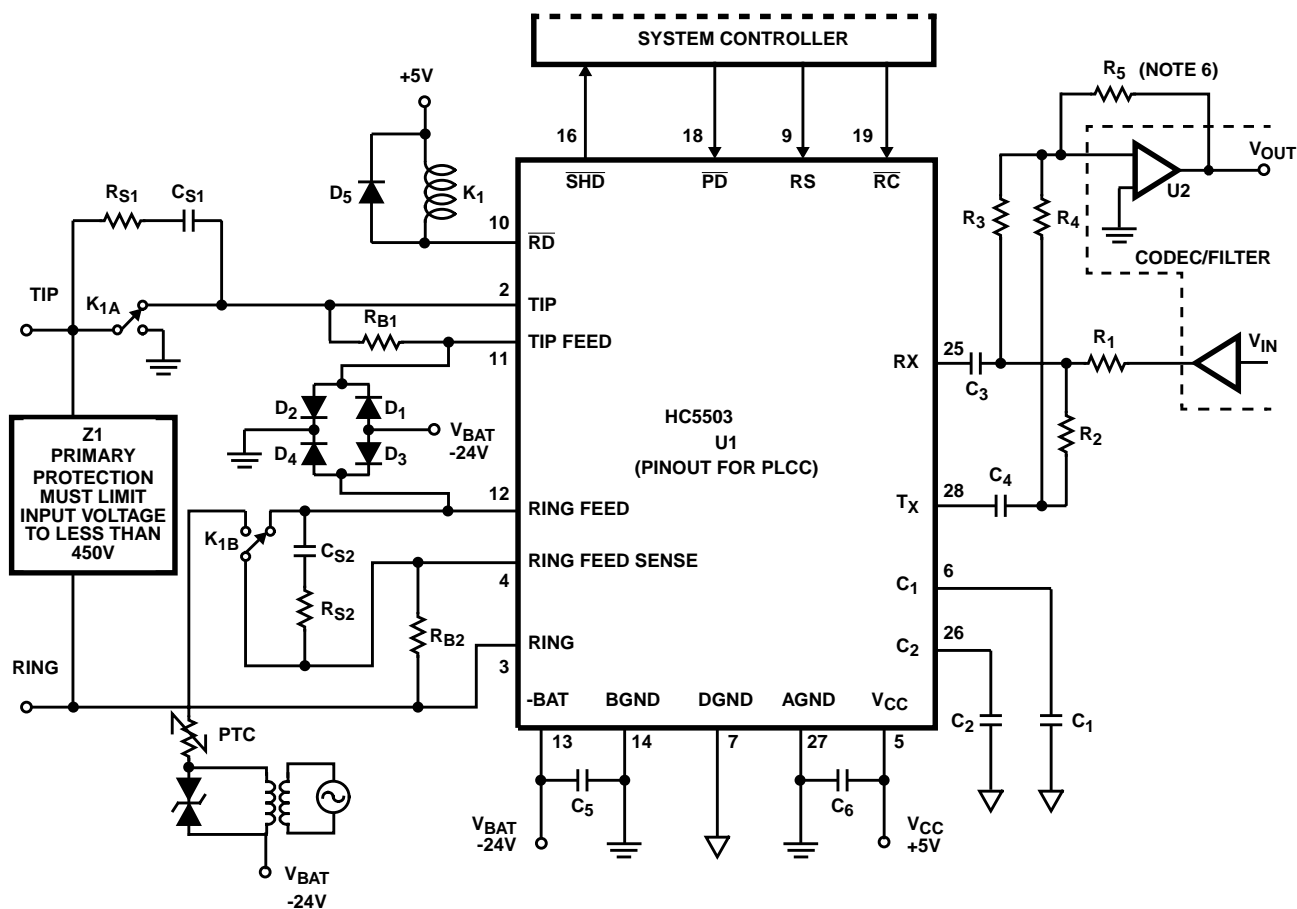 SYSTEM CONTROLLER
+5V
R5 (NOTE 6)
16
18
9
19
SHD
PD
RS
RC
VOUT
U2
RS1
CS1
D5
K1
R3
R4
10
RD
CODEC/FILTER
TIP
K1A
2
TIP
RB1
TIP FEED
11
R1
VIN
25
RX
C3
D2
D1
HC5503
U1
(PINOUT FOR PLCC)
VBAT
-24V
D4
D3
R2
Z1
PRIMARY
PROTECTION
MUST LIMIT
INPUT VOLTAGE
TO LESS THAN
450V
C4
12
RING FEED
28
TX
K1B
CS2
RING FEED SENSE
4
6
C1
RS2
RB2
26
C2
RING
RING
3
-BAT
BGND
DGND
AGND
VCC
C2
C1
PTC
13
14
7
27
5
C5
C6
VBAT
-24V
VCC
+5V
VBAT
-24V